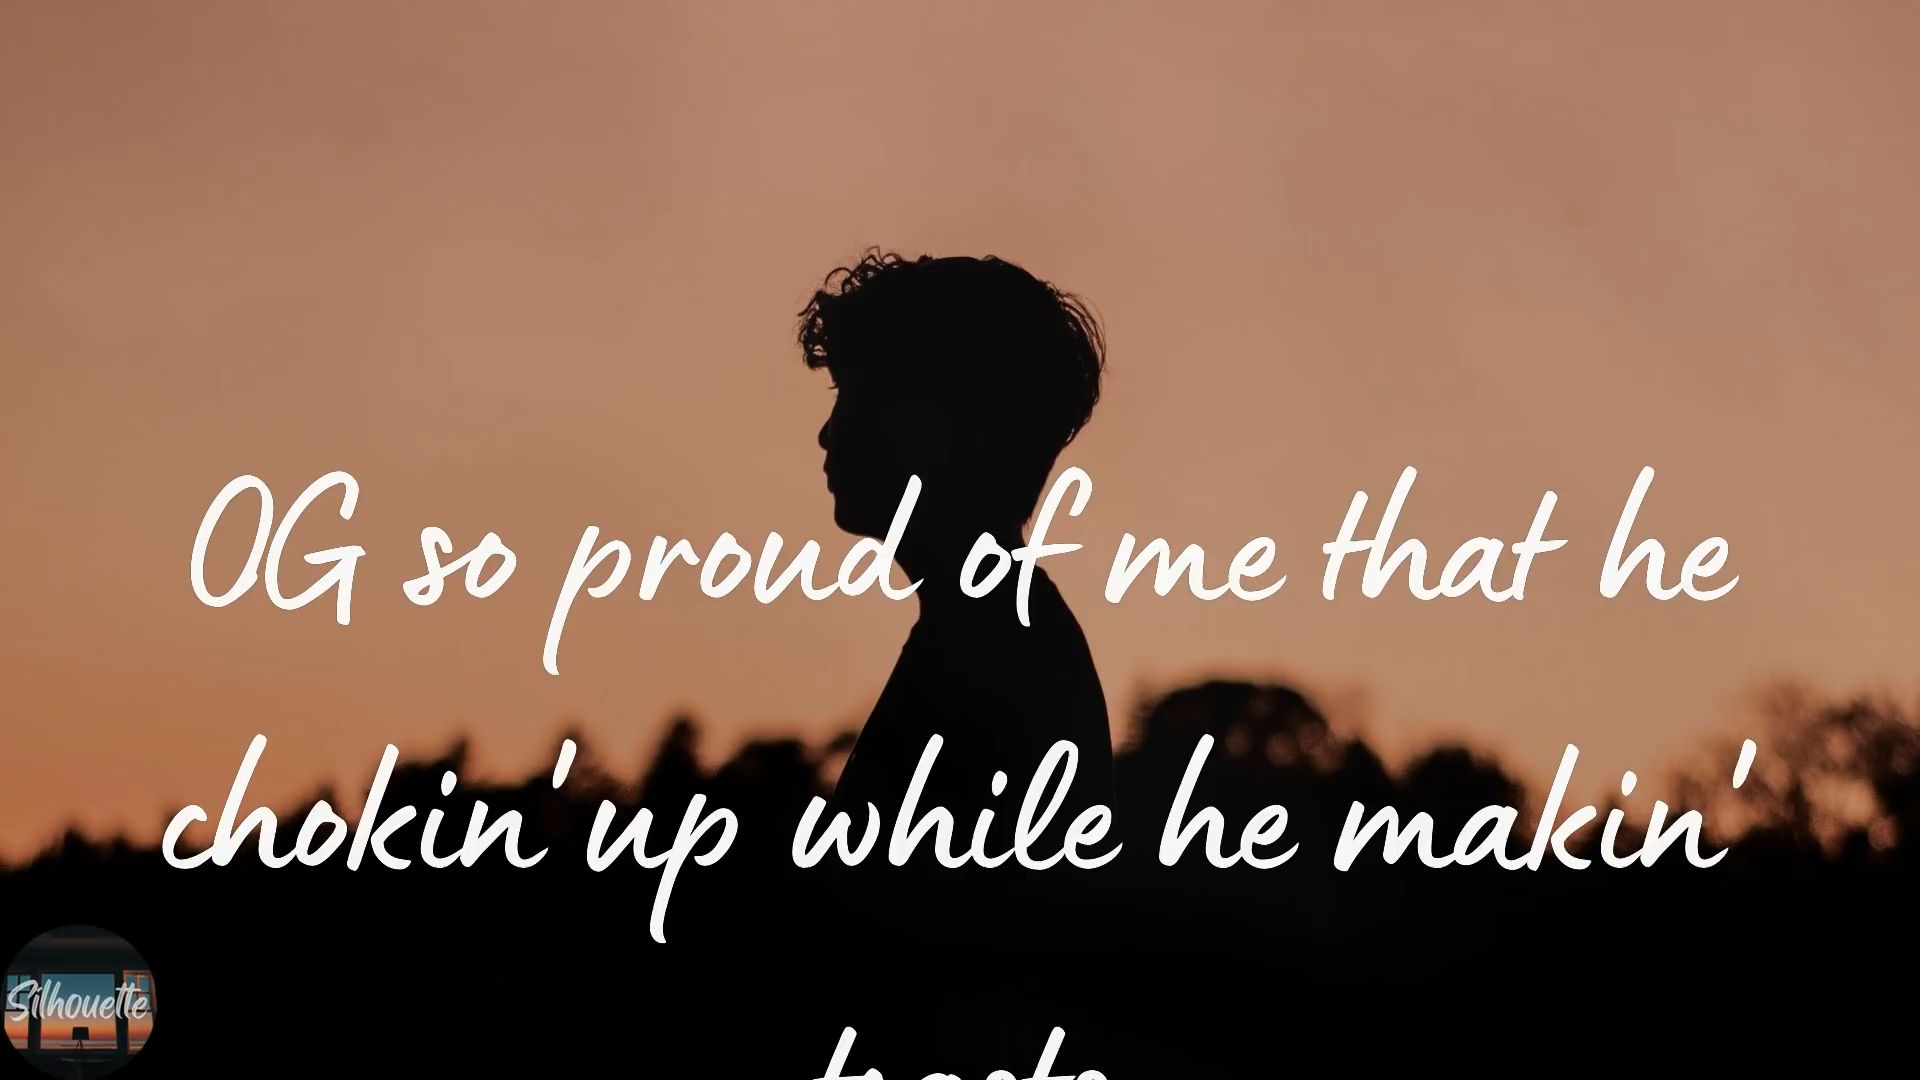 OG so proud of me that he
chokin' up while he makin'
Silhouette